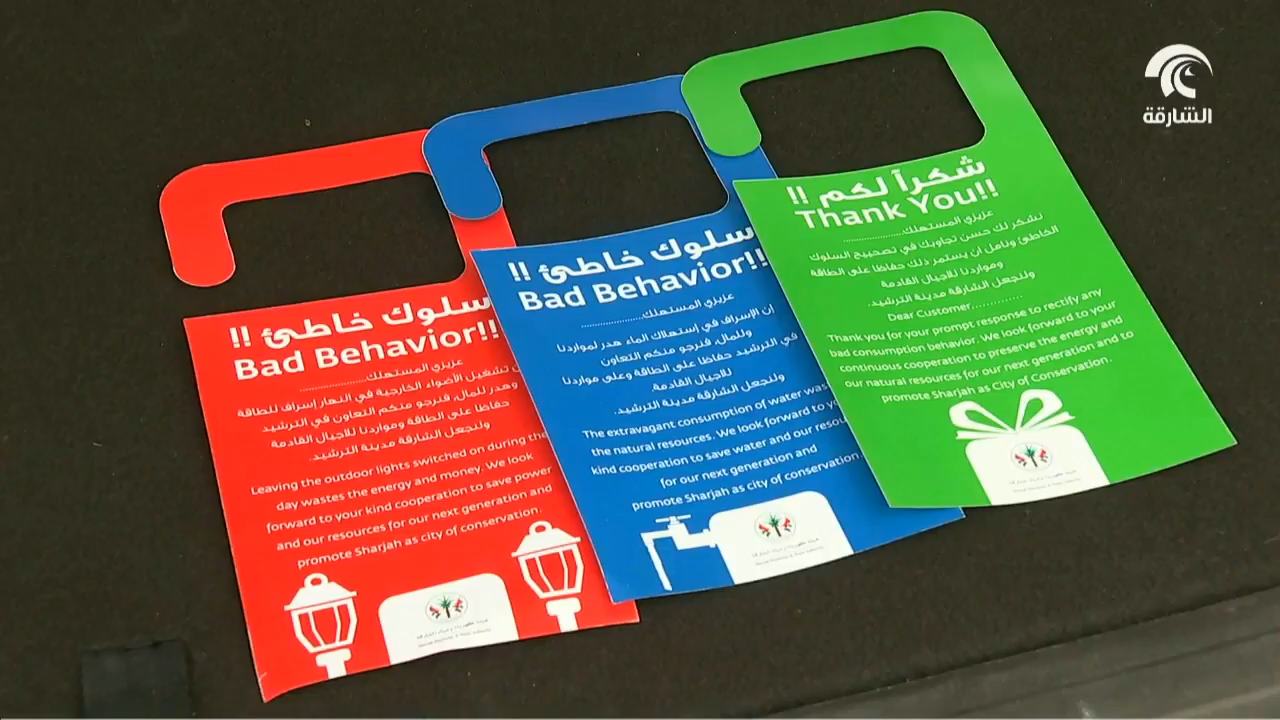 الشارقة
سلوك خاطئ !!
Bad Behavior!!
عزيزي المستهلك....................
تشغيل الأضواء الخارجية في النهار إسراف للطاقة
وهدر للمال، فنرجو منكم التعاون في الترشيد
حفاظا على الطاقة ومواردنا للأجيال القادمة
ولنجعل الشارقة مدينة الترشيد.
Leaving the outdoor lights switched on during the
day wastes the energy and money. We look
forward to your kind cooperation to save power
and our resources for our next generation and
promote Sharjah as city of conservation.
سلوك خاطئ !!
Bad Behavior!!
عزيزي المستهلك....................
إن الإسراف في إستهلاك الماء هدر لمواردنا
وللمال، فنرجو منكم التعاون
في الترشيد حفاظا على الطاقة وعلى مواردنا
للأجيال القادمة.
ولنجعل الشارقة مدينة الترشيد.
The extravagant consumption of water
the natural resources. We look forward to
kind cooperation to save water and our
for our next generation and
promote Sharjah as city of conservation.
شكراً لكم !!
Thank You!!
عزيزي المستهلك....................
نشكر لك حسن تجاوبك في تصحيح السلوك
الخاطئ ونامل أن يستمر ذلك حفاظا على الطاقة
ومواردنا للأجيال القادمة
ولنجعل الشارقة مدينة الترشيد.
Dear Customer............
Thank you for your prompt response to rectify any
bad consumption behavior. We look forward to your
continuous cooperation to preserve the energy and
our natural resources for our next generation and to
promote Sharjah as City of Conservation.